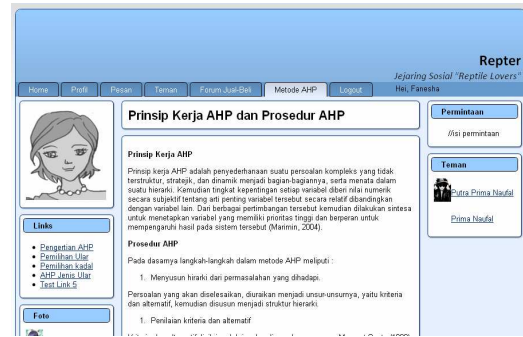 Repter
Jejaring Sosial "Reptile Lovers"
Home Profil Pesan Teman Forum Jual-Beli Metode AHP Logout Hei, Fanesha
Prinsip Kerja AHP dan Prosedur AHP
Prinsip Kerja AHP
Prinsip kerja AHP adalah penyederhanaan suatu persoalan kompleks yang tidak
terstruktur, stratejik, dan dinamik menjadi bagian-bagiannya, serta menata dalam
suatu hierarki. Kemudian tingkat kepentingan setiap variabel diberi nilai numerik
secara subjektif tentang arti penting variabel tersebut secara relatif dibandingkan
dengan variabel lain. Dari berbagai pertimbangan tersebut kemudian dilakukan sintesa
untuk menetapkan variabel yang memiliki prioritas tinggi dan berperan untuk
mempengaruhi hasil pada sistem tersebut (Marimin, 2004).
Prosedur AHP
Pada dasarnya langkah-langkah dalam metode AHP meliputi :
1. Menyusun hirarki dari permasalahan yang dihadapi.
Persoalan yang akan diselesaikan, diuraikan menjadi unsur-unsurnya, yaitu kriteria
dan alternatif, kemudian disusun menjadi struktur hierarki.
1. Penilaian kriteria dan alternatif
Links
Pengertian AHP
Pemilihan Ular
Pemilihan kadal
AHP Jenis Ular
Test Link 5
Foto
Permintaan
//isi permintaan
Teman
Putra Prima Naufal
Prima Naufal